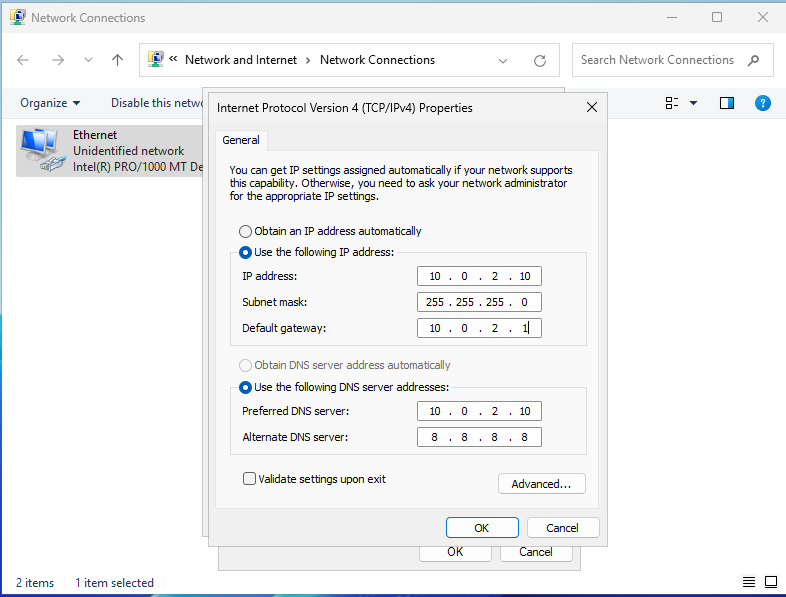 Network Connections
« Network and Internet › Network Connections
Search Network Connections
Organize
Disable this netwo
?
Ethernet
Unidentified network
Intel(R) PRO/1000 MT De
Internet Protocol Version 4 (TCP/IPv4) Properties
General
You can get IP settings assigned automatically if your network supports
this capability. Otherwise, you need to ask your network administrator
for the appropriate IP settings.
Obtain an IP address automatically
Use the following IP address:
IP address: 10 . 0 . 2 . 10
Subnet mask: 255 . 255 . 255 . 0
Default gateway: 10 . 0 . 2 . 1
Obtain DNS server address automatically
Use the following DNS server addresses:
Preferred DNS server: 10 . 0 . 2 . 10
Alternate DNS server: 8 . 8 . 8 . 8
Validate settings upon exit
Advanced...
OK Cancel
OK Cancel
2 items 1 item selected